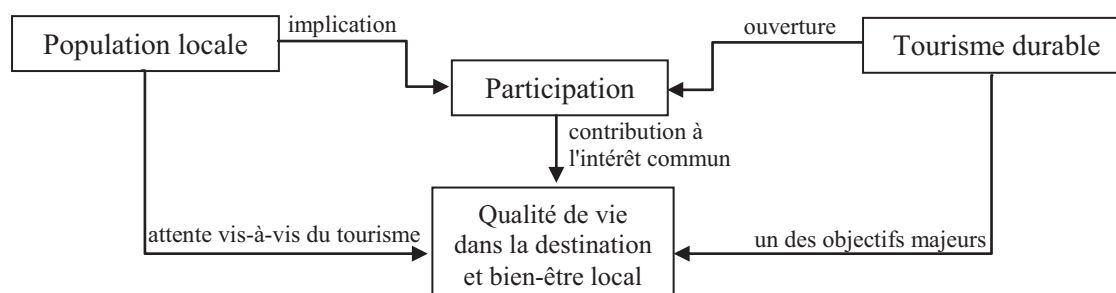 implication
ouverture
Population locale
Tourisme durable
Participation
contribution à
l'intérêt commun
Qualité de vie
dans la destination
et bien-être local
attente vis-à-vis du tourisme
un des objectifs majeurs